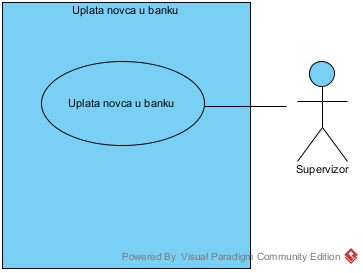 Uplata novca u banku
Uplata novca u banku
Supervizor
Powered By Visual Paradigm Community Edition